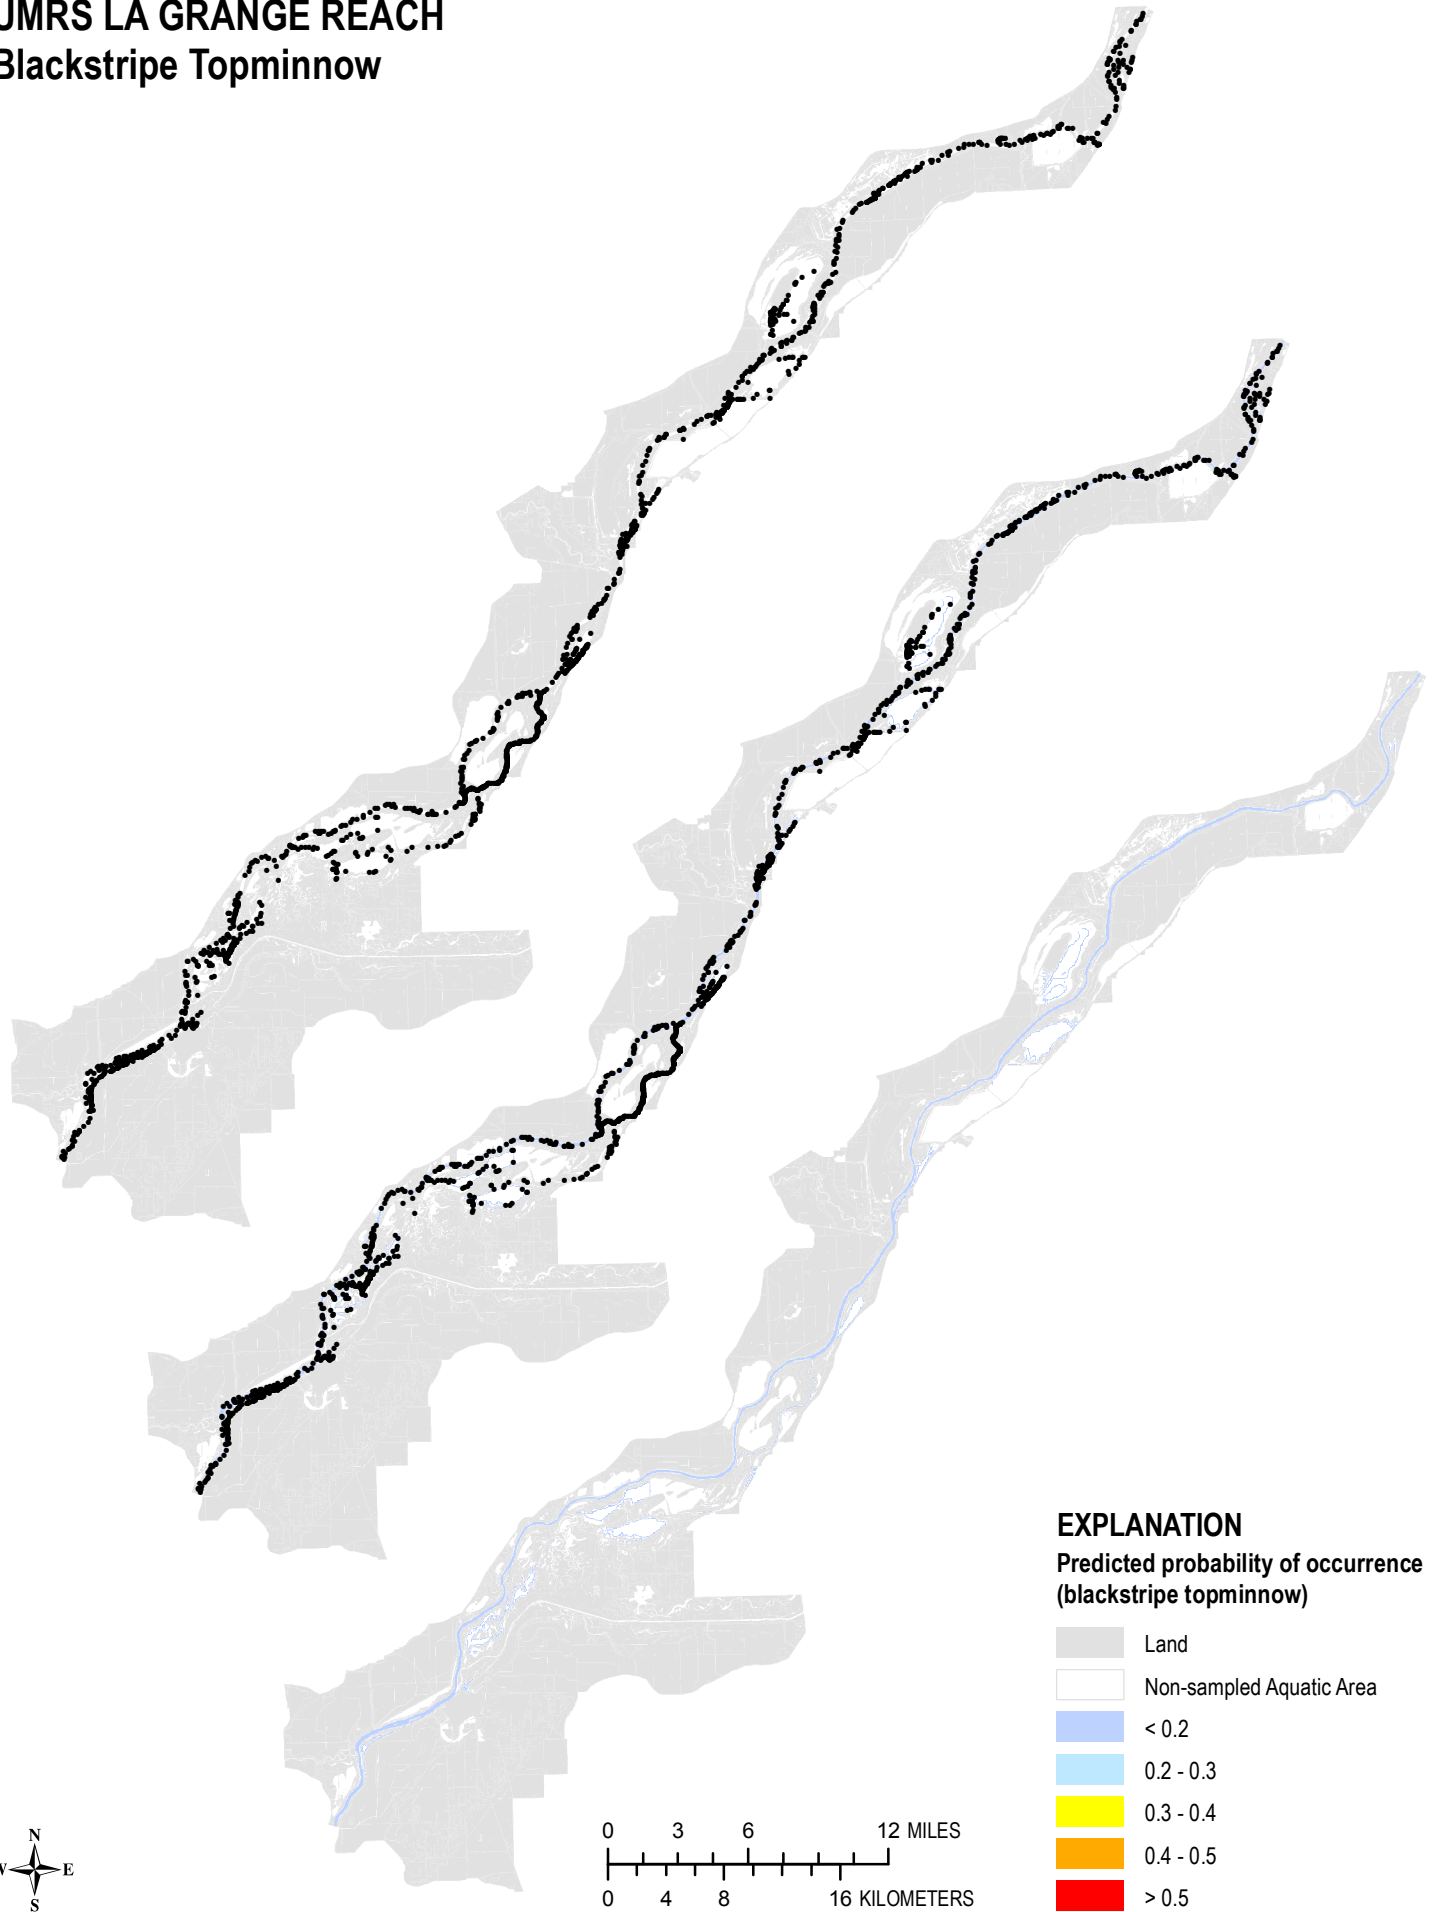 UMRS LA GRANGE REACH
Blackstripe Topminnow
EXPLANATION
Predicted probability of occurrence
(blackstripe topminnow)
Land
Non-sampled Aquatic Area
< 0.2
0.2 - 0.3
0.3 - 0.4
0.4 - 0.5
> 0.5
N
W E
S
0 3 6 12 MILES
0 4 8 16 KILOMETERS